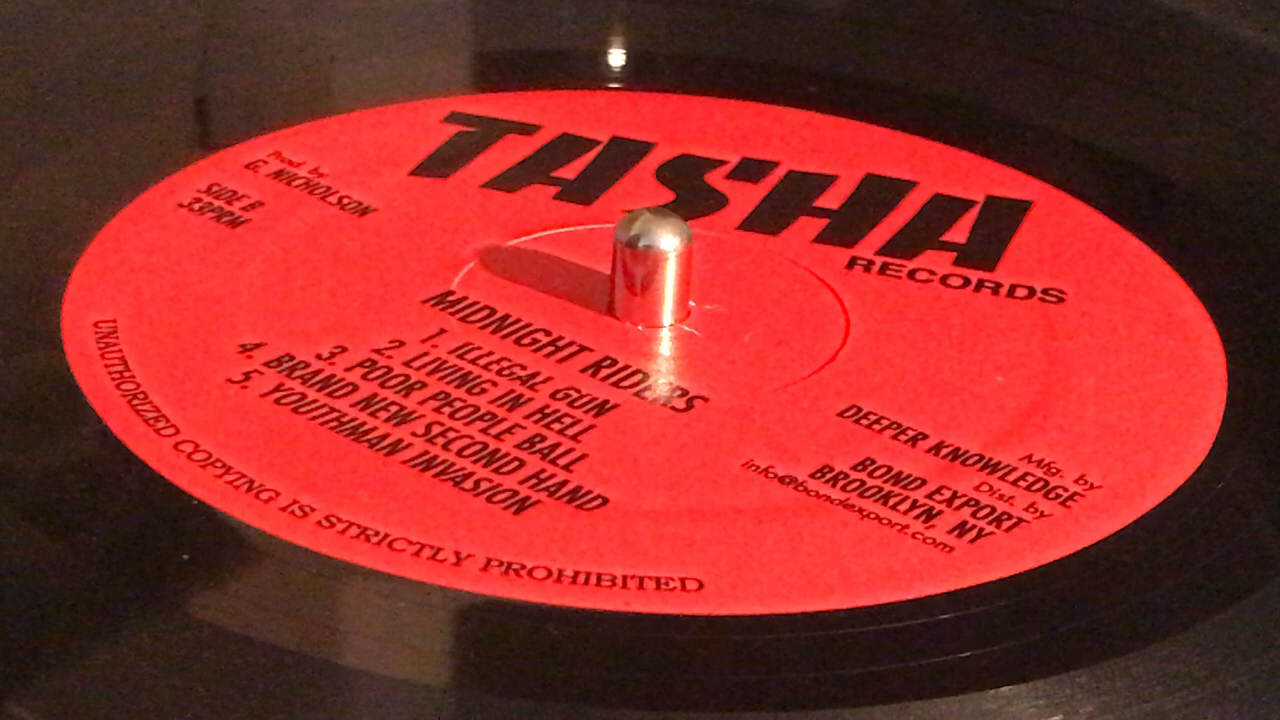 TASHA
RECORDS
Prod. by
G. NICHOLSON
SIDE B
33PRM
MIDNIGHT RIDERS
1. ILLEGAL GUN
2. LIVING IN HELL
3. POOR PEOPLE BALL
4. BRAND NEW SECOND HAND
5. YOUTHMAN INVASION
Mfg. by
DEEPER KNOWLEDGE
Dist. by
BOND EXPORT
BROOKLYN, NY
info@bondexport.com
UNAUTHORIZED COPYING IS STRICTLY PROHIBITED